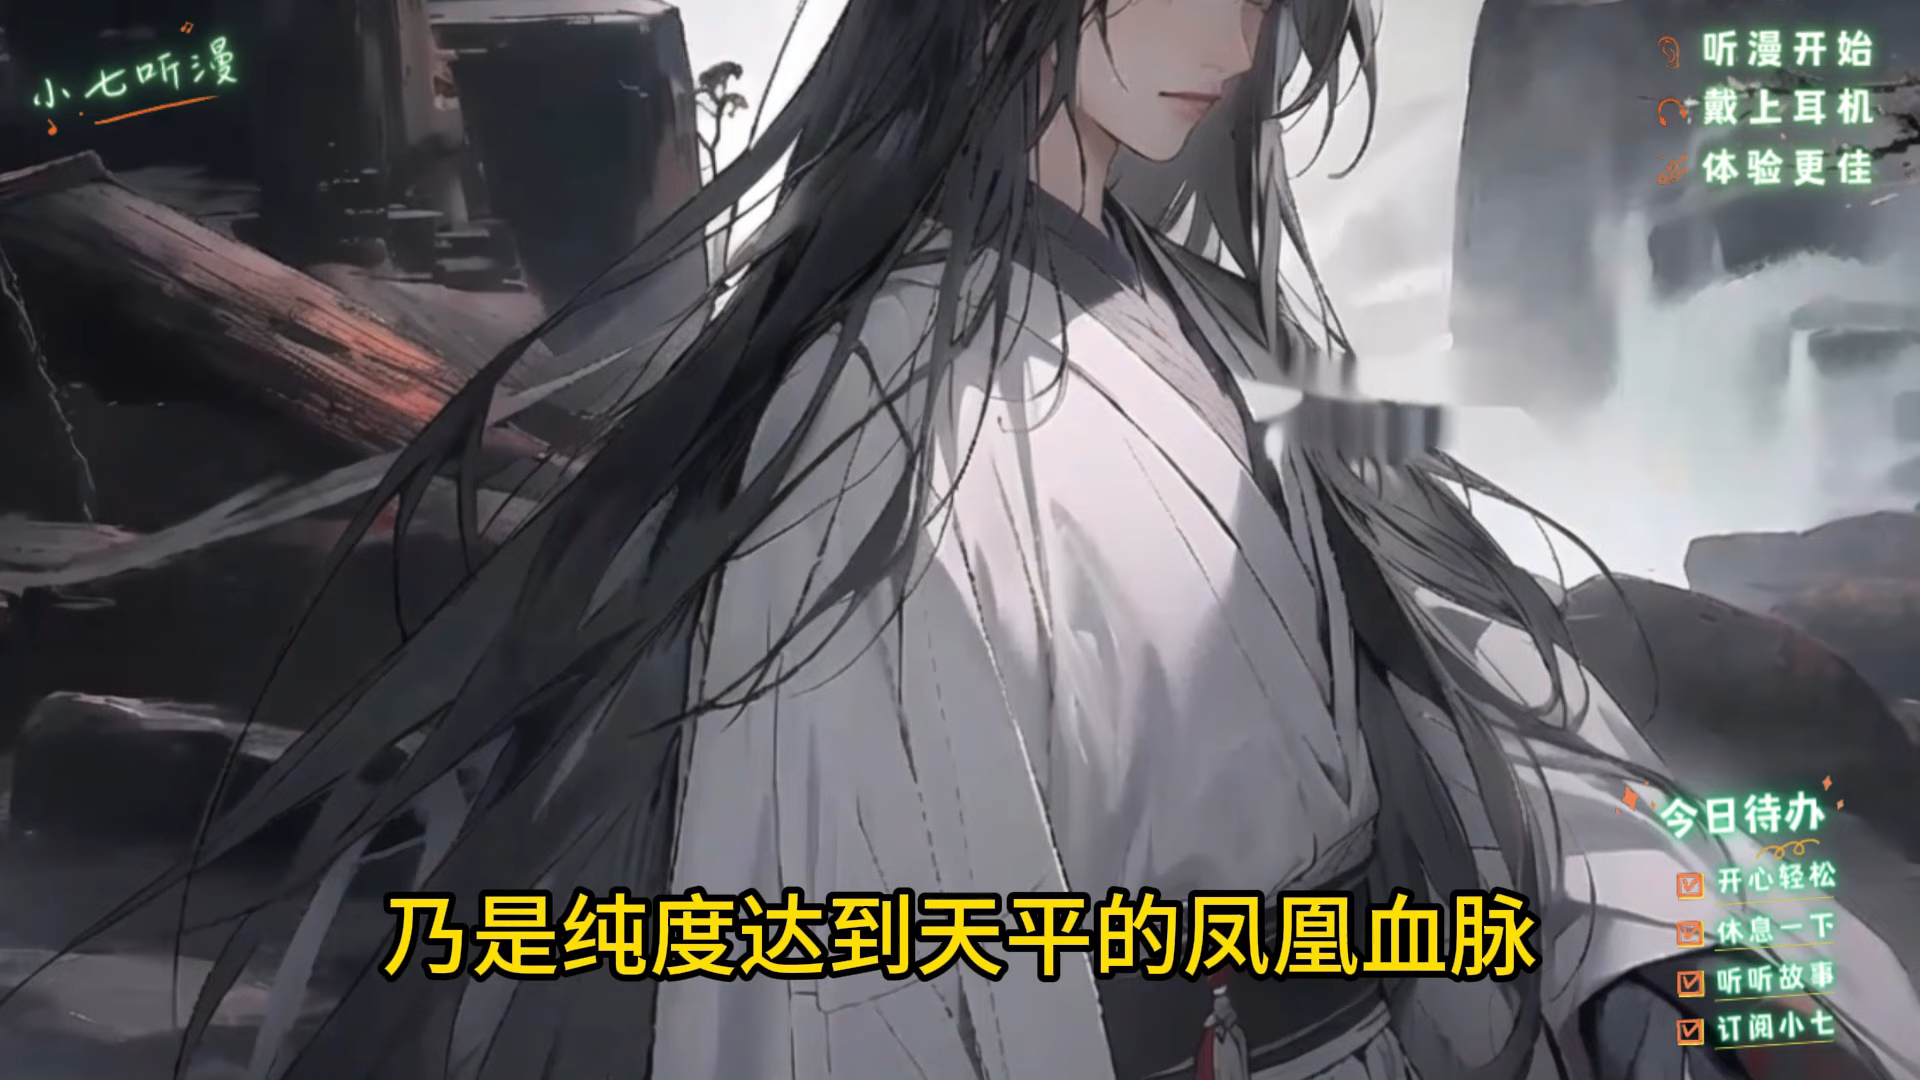 小七听漫
听漫开始
戴上耳机
体验更佳
今日待办
开心轻松
休息一下
听听故事
订阅小七
乃是纯度达到天平的凤凰血脉